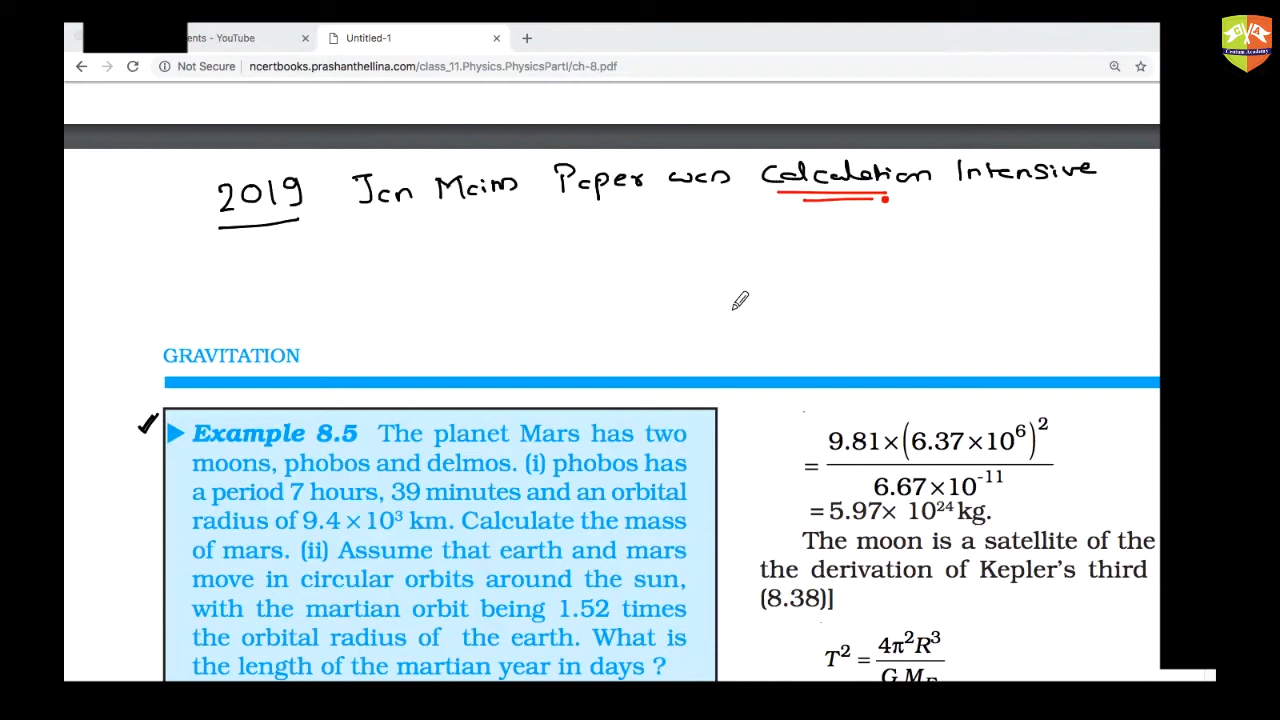 ents - YouTube
Untitled-1
Not Secure
ncertbooks.prashanthellina.com/class_11.Physics.PhysicsPartI/ch-8.pdf
Centum Academy
2019 Jan Mains Paper was Calculation Intensive
GRAVITATION
Example 8.5 The planet Mars has two
moons, phobos and delmos. (i) phobos has
a period 7 hours, 39 minutes and an orbital
radius of 9.4 × 10³ km. Calculate the mass
of mars. (ii) Assume that earth and mars
move in circular orbits around the sun,
with the martian orbit being 1.52 times
the orbital radius of the earth. What is
the length of the martian year in days ?
= 9.81×(6.37×10⁶)² / 6.67×10⁻¹¹
= 5.97× 10²⁴ kg.
The moon is a satellite of the
the derivation of Kepler's third
(8.38)]
T² = 4π²R³ / G M_E